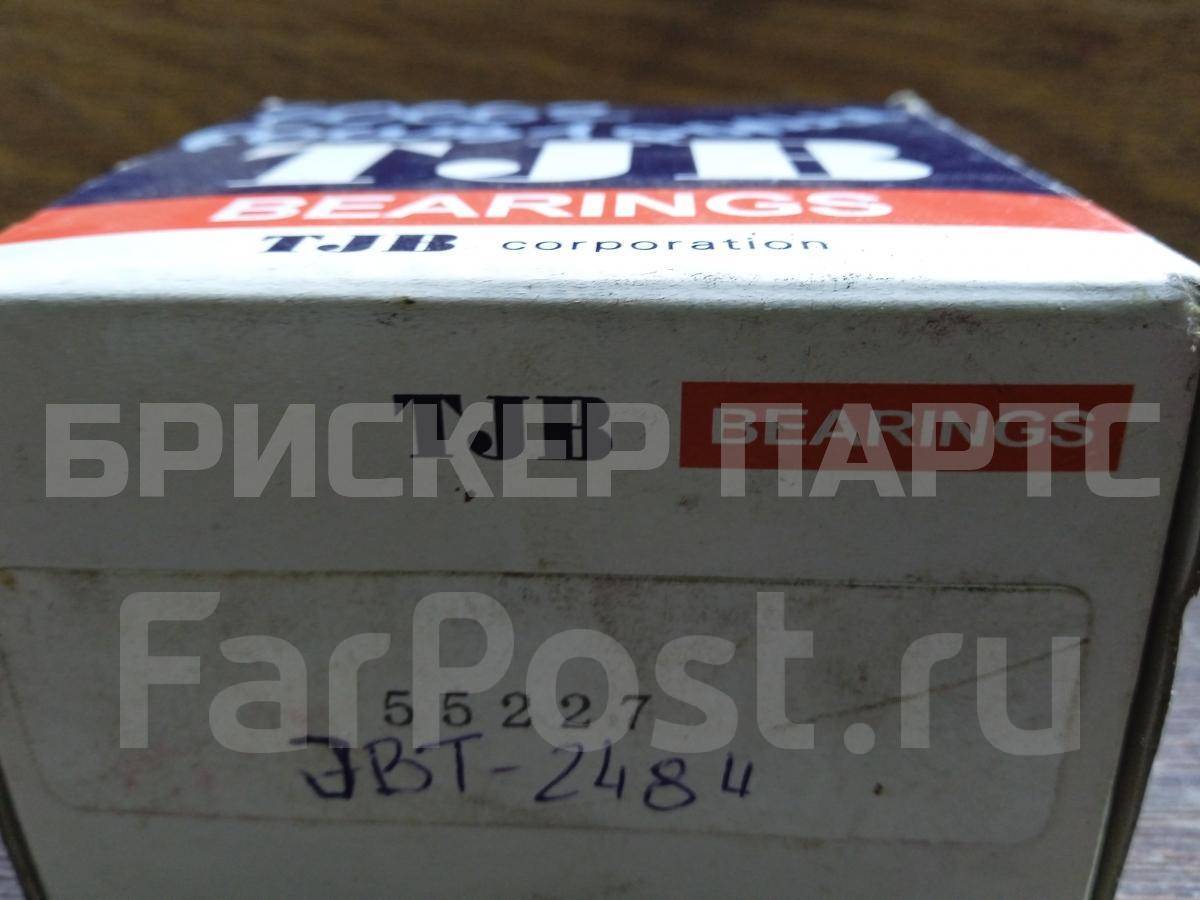 TJB
BEARINGS
TJB corporation
TJB BEARINGS
БРИСКЕР ПАРТС
FarPost.ru
55227
JBT-2484